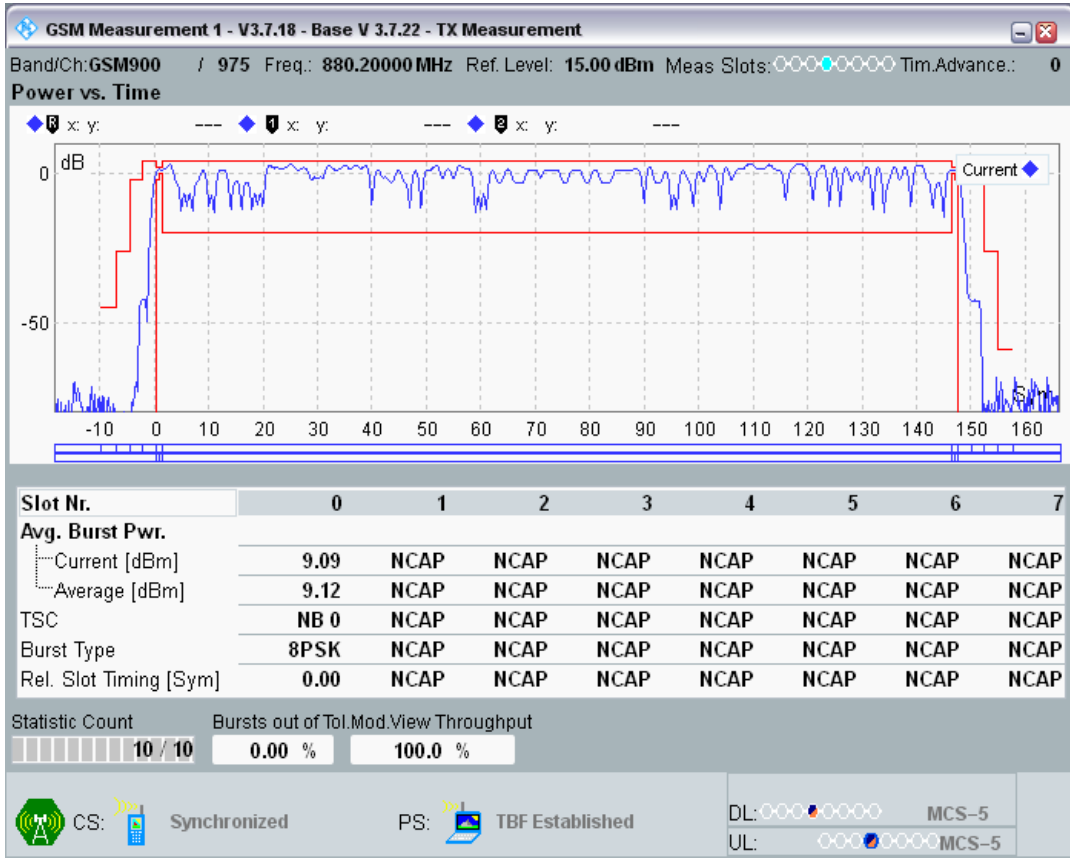 GSM Measurement 1 - V3.7.18 - Base V 3.7.22 - TX Measurement
Band/Ch:GSM900 / 975 Freq.: 880.20000 MHz Ref. Level: 15.00 dBm Meas Slots: Tim.Advance.: 0
Power vs. Time
R x: y: --- 1 x: y: --- 2 x: y: ---
dB
Current
0
-50
-10 0 10 20 30 40 50 60 70 80 90 100 110 120 130 140 150 160
Slot Nr. 0 1 2 3 4 5 6 7
Avg. Burst Pwr.
Current [dBm] 9.09 NCAP NCAP NCAP NCAP NCAP NCAP NCAP
Average [dBm] 9.12 NCAP NCAP NCAP NCAP NCAP NCAP NCAP
TSC NB 0 NCAP NCAP NCAP NCAP NCAP NCAP NCAP
Burst Type 8PSK NCAP NCAP NCAP NCAP NCAP NCAP NCAP
Rel. Slot Timing [Sym] 0.00 NCAP NCAP NCAP NCAP NCAP NCAP NCAP
Statistic Count Bursts out of Tol.Mod.View Throughput
10 / 10 0.00 % 100.0 %
CS: Synchronized PS: TBF Established DL: MCS-5
UL: MCS-5